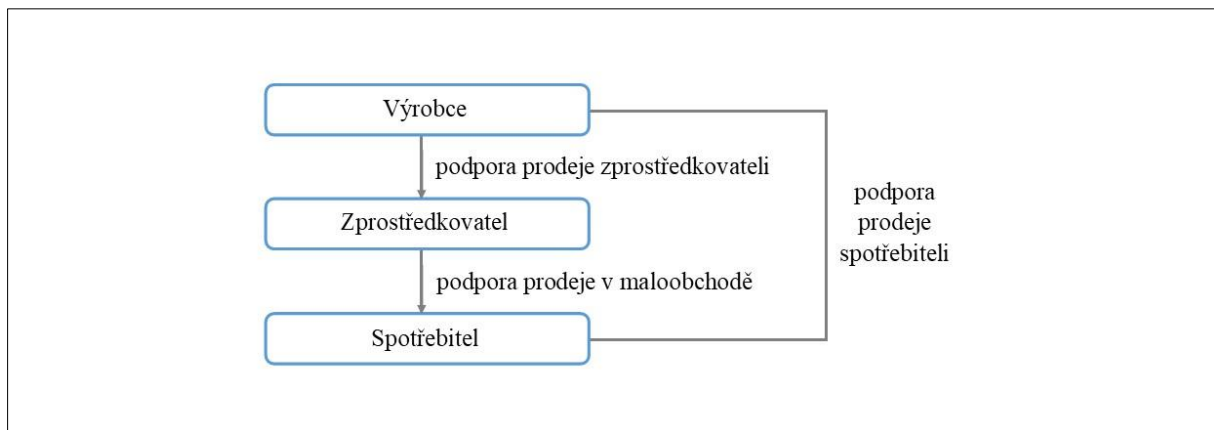 Výrobce
podpora prodeje zprostředkovateli
Zprostředkovatel
podpora prodeje v maloobchodě
Spotřebitel
podpora
prodeje
spotřebiteli